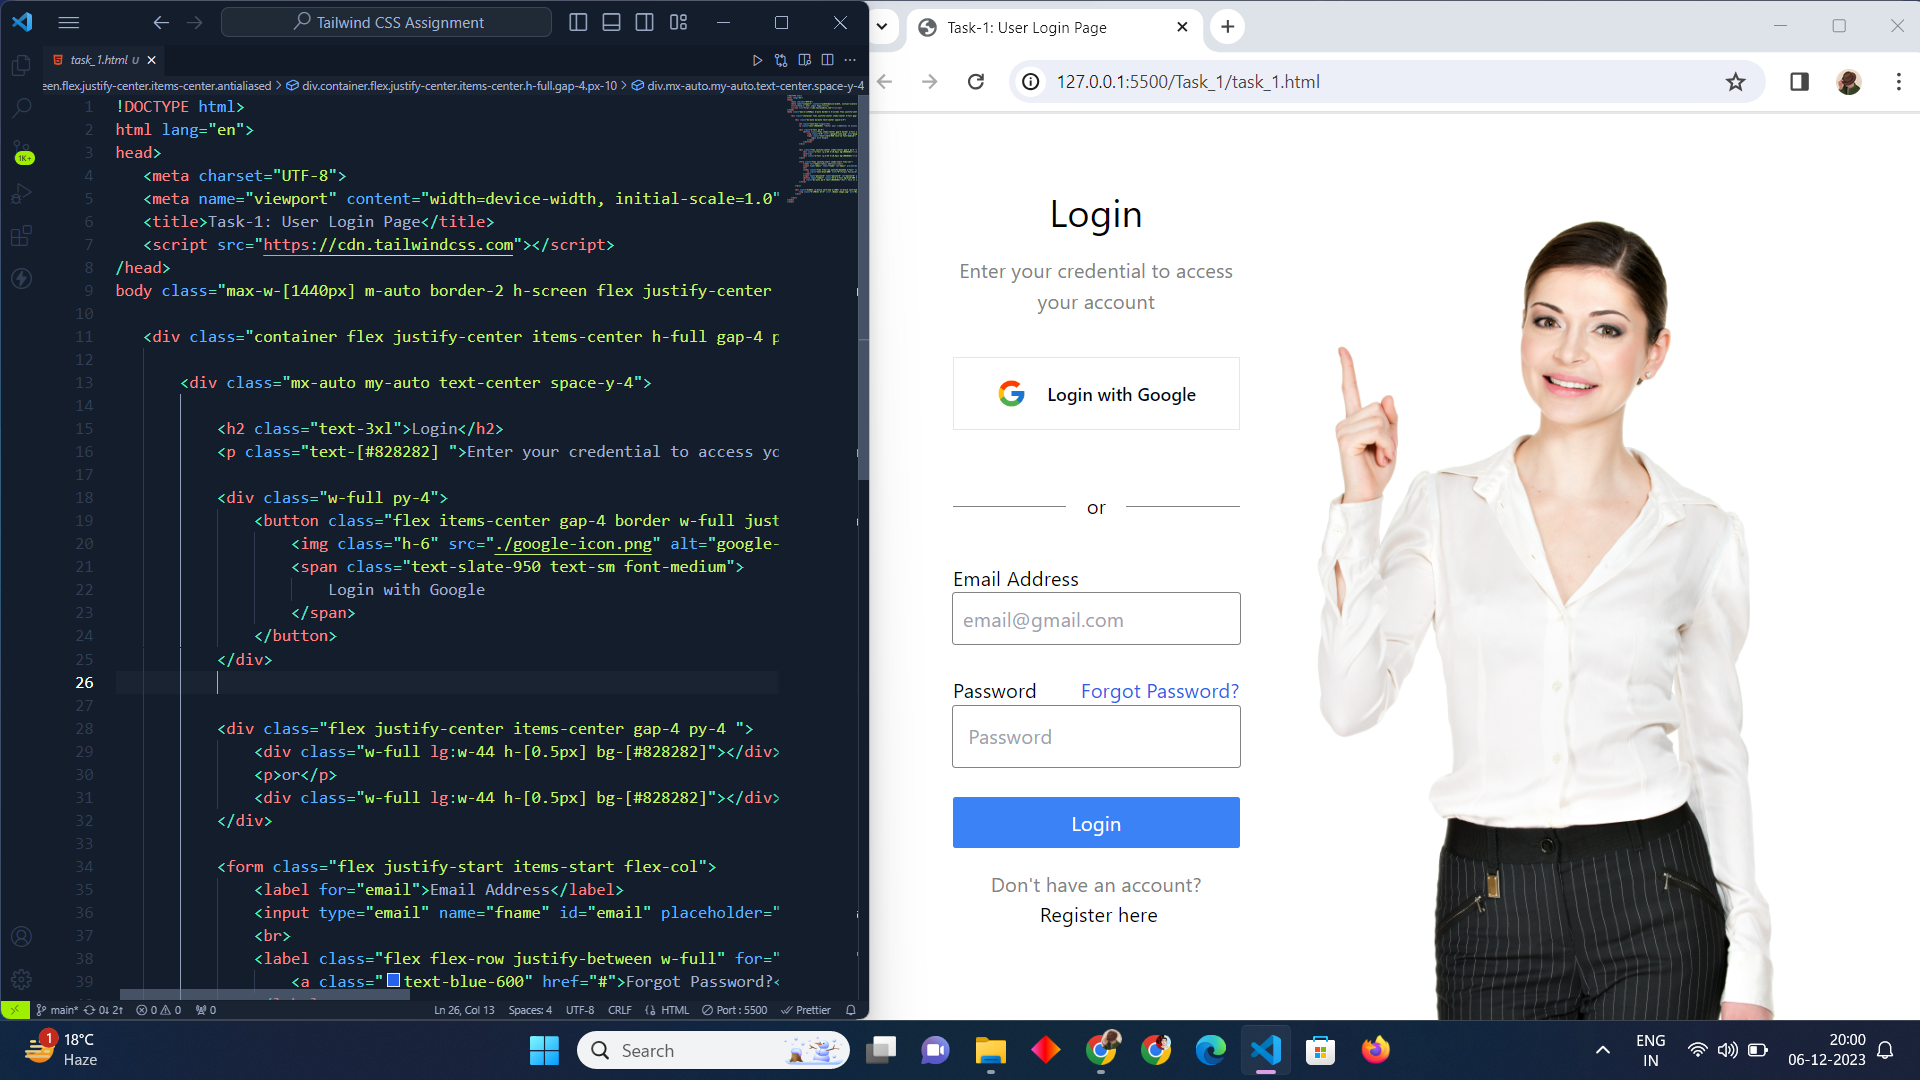 Tailwind CSS Assignment
task_1.html U
een.flex.justify-center.items-center.antialiased > div.container.flex.justify-center.items-center.h-full.gap-4.px-10 > div.mx-auto.my-auto.text-center.space-y-4
1 !DOCTYPE html>
2 html lang="en">
3 head>
4 <meta charset="UTF-8">
5 <meta name="viewport" content="width=device-width, initial-scale=1.0"
6 <title>Task-1: User Login Page</title>
7 <script src="https://cdn.tailwindcss.com"></script>
8 /head>
9 body class="max-w-[1440px] m-auto border-2 h-screen flex justify-center
10
11 <div class="container flex justify-center items-center h-full gap-4 p
12
13 <div class="mx-auto my-auto text-center space-y-4">
14
15 <h2 class="text-3xl">Login</h2>
16 <p class="text-[#828282] ">Enter your credential to access yo
17
18 <div class="w-full py-4">
19 <button class="flex items-center gap-4 border w-full just
20 <img class="h-6" src="./google-icon.png" alt="google-
21 <span class="text-slate-950 text-sm font-medium">
22 Login with Google
23 </span>
24 </button>
25 </div>
26
27
28 <div class="flex justify-center items-center gap-4 py-4 ">
29 <div class="w-full lg:w-44 h-[0.5px] bg-[#828282]"></div>
30 <p>or</p>
31 <div class="w-full lg:w-44 h-[0.5px] bg-[#828282]"></div>
32 </div>
33
34 <form class="flex justify-start items-start flex-col">
35 <label for="email">Email Address</label>
36 <input type="email" name="fname" id="email" placeholder="
37 <br>
38 <label class="flex flex-row justify-between w-full" for="
39 <a class="text-blue-600" href="#">Forgot Password?<
1K+
main* 0↓ 2↑ 0 0 0 Ln 26, Col 13 Spaces: 4 UTF-8 CRLF HTML Port : 5500 Prettier
Task-1: User Login Page
127.0.0.1:5500/Task_1/task_1.html
Login
Enter your credential to access
your account
Login with Google
or
Email Address
email@gmail.com
Password Forgot Password?
Password
Login
Don't have an account?
Register here
1
18°C
Haze
Search
ENG
IN
20:00
06-12-2023